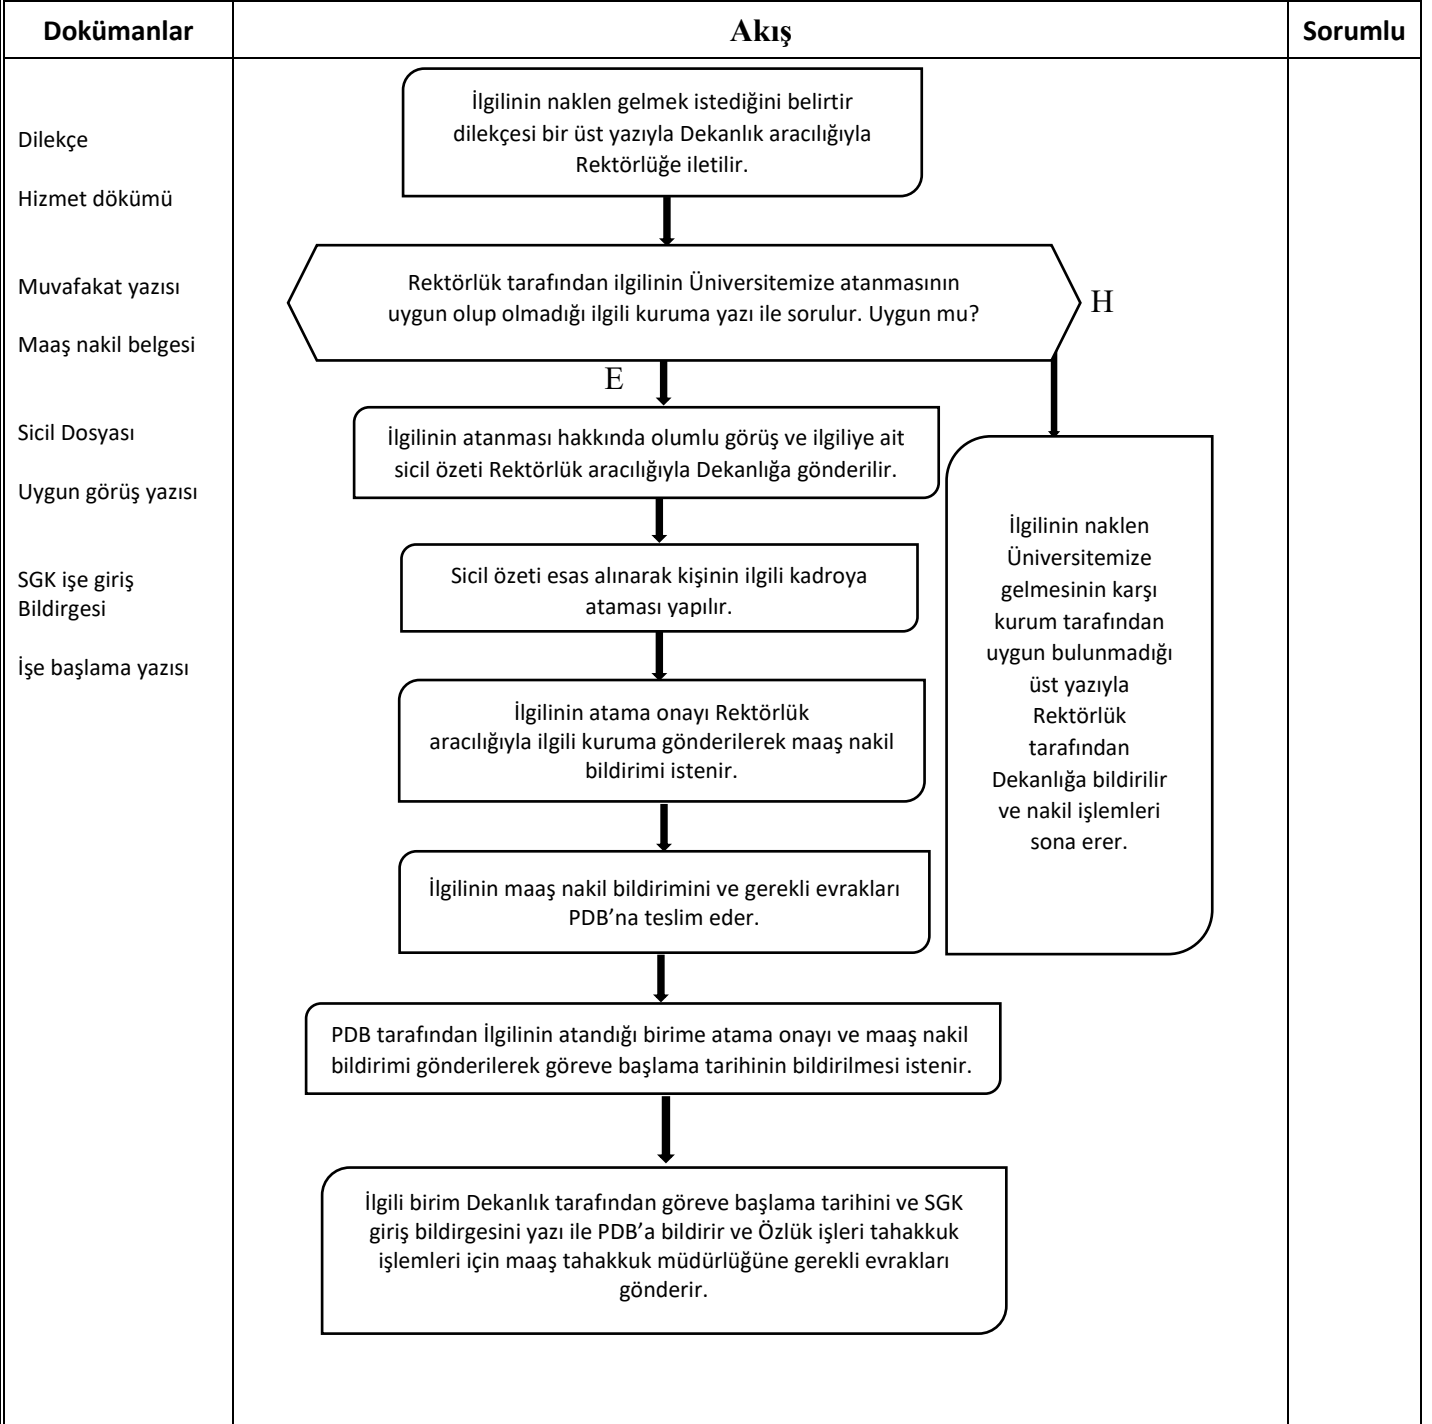 Dokümanlar
Akış
Sorumlu
Dilekçe
Hizmet dökümü
Muvafakat yazısı
Maaş nakil belgesi
Sicil Dosyası
Uygun görüş yazısı
SGK işe giriş
Bildirgesi
İşe başlama yazısı
İlgilinin naklen gelmek istediğini belirtir
dilekçesi bir üst yazıyla Dekanlık aracılığıyla
Rektörlüğe iletilir.
Rektörlük tarafından ilgilinin Üniversitemize atanmasının
uygun olup olmadığı ilgili kuruma yazı ile sorulur. Uygun mu?
H
E
İlgilinin atanması hakkında olumlu görüş ve ilgiliye ait
sicil özeti Rektörlük aracılığıyla Dekanlığa gönderilir.
Sicil özeti esas alınarak kişinin ilgili kadroya
ataması yapılır.
İlgilinin atama onayı Rektörlük
aracılığıyla ilgili kuruma gönderilerek maaş nakil
bildirimi istenir.
İlgilinin maaş nakil bildirimini ve gerekli evrakları
PDB’na teslim eder.
PDB tarafından İlgilinin atandığı birime atama onayı ve maaş nakil
bildirimi gönderilerek göreve başlama tarihinin bildirilmesi istenir.
İlgili birim Dekanlık tarafından göreve başlama tarihini ve SGK
giriş bildirgesini yazı ile PDB’a bildirir ve Özlük işleri tahakkuk
işlemleri için maaş tahakkuk müdürlüğüne gerekli evrakları
gönderir.
İlgilinin naklen
Üniversitemize
gelmesinin karşı
kurum tarafından
uygun bulunmadığı
üst yazıyla
Rektörlük
tarafından
Dekanlığa bildirilir
ve nakil işlemleri
sona erer.